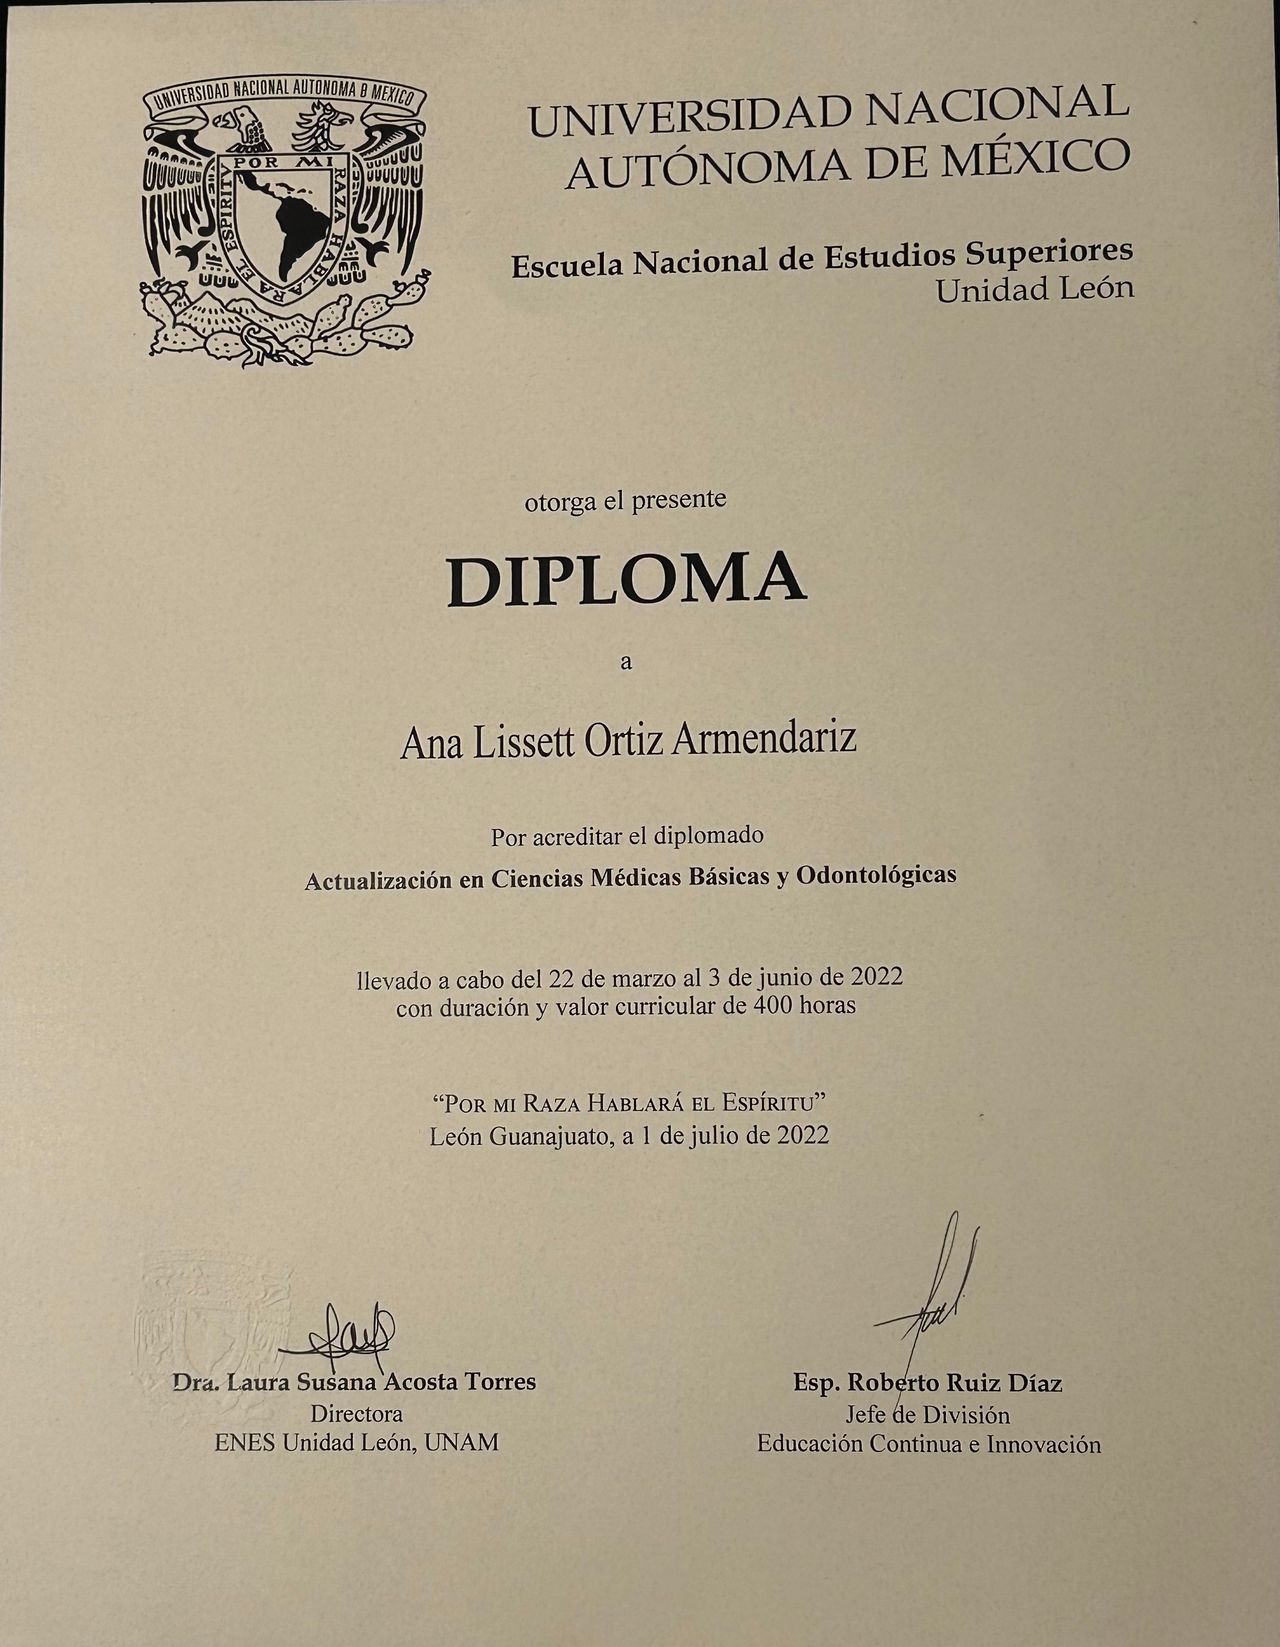 UNIVERSIDAD NACIONAL AUTONOMA D MEXICO
POR MI RAZA HABLARA EL ESPIRITV
UNIVERSIDAD NACIONAL
AUTÓNOMA DE MÉXICO
Escuela Nacional de Estudios Superiores
Unidad León
otorga el presente
DIPLOMA
a
Ana Lissett Ortiz Armendariz
Por acreditar el diplomado
Actualización en Ciencias Médicas Básicas y Odontológicas
llevado a cabo del 22 de marzo al 3 de junio de 2022
con duración y valor curricular de 400 horas
“POR MI RAZA HABLARÁ EL ESPÍRITU”
León Guanajuato, a 1 de julio de 2022
Dra. Laura Susana Acosta Torres
Directora
ENES Unidad León, UNAM
Esp. Roberto Ruiz Díaz
Jefe de División
Educación Continua e Innovación